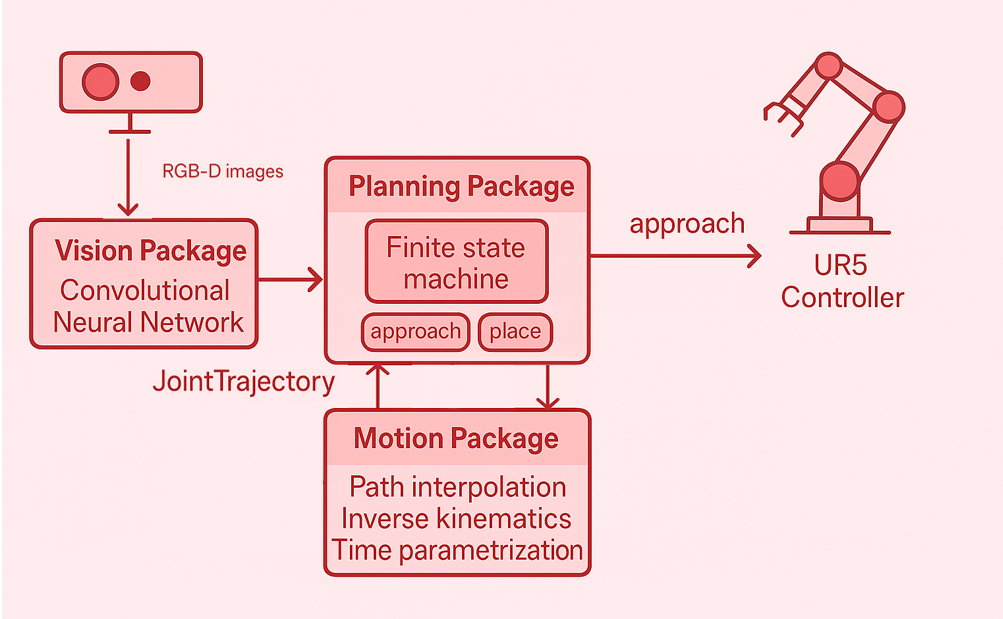 RGB-D images
Vision Package
Convolutional
Neural Network
Planning Package
Finite state
machine
approach
place
approach
UR5
Controller
JointTrajectory
Motion Package
Path interpolation
Inverse kinematics
Time parametrization